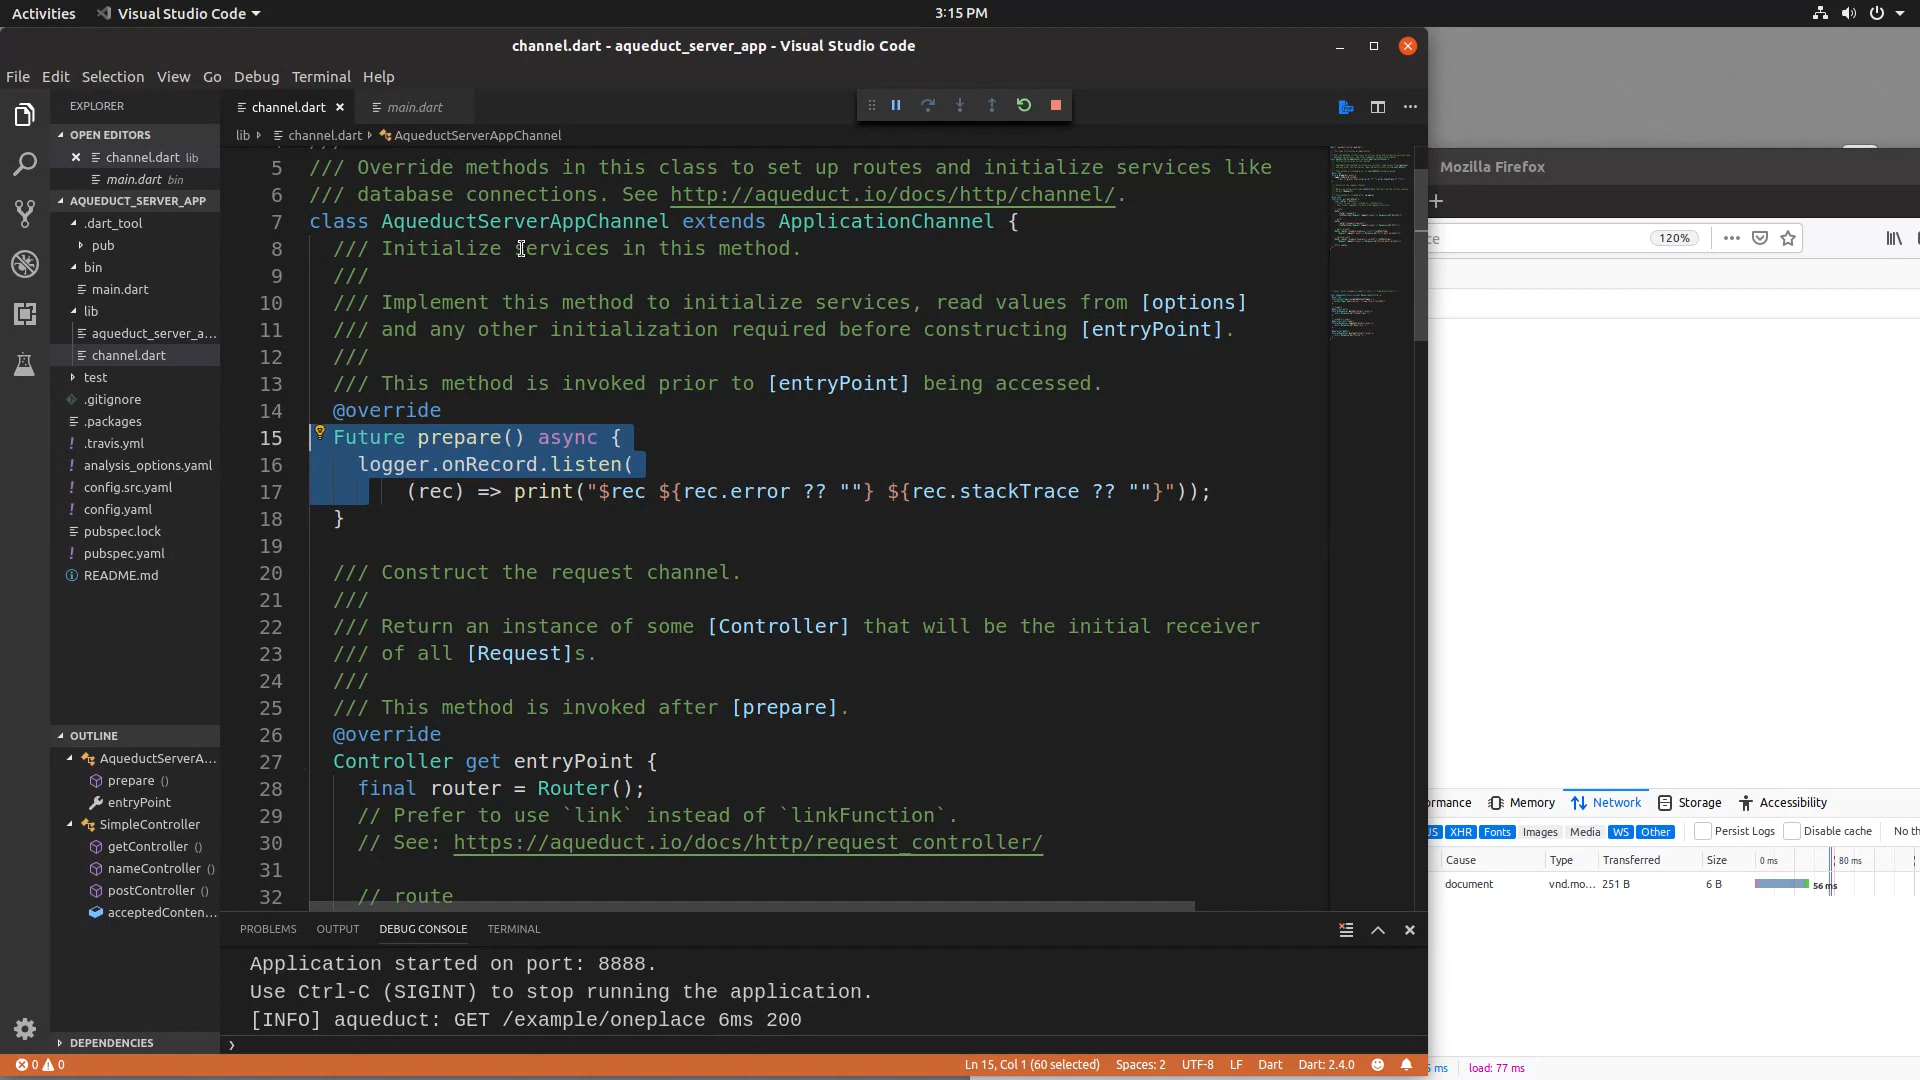 Activities
Visual Studio Code
3:15 PM
channel.dart - aqueduct_server_app - Visual Studio Code
File Edit Selection View Go Debug Terminal Help
EXPLORER
OPEN EDITORS
channel.dart lib
main.dart bin
AQUEDUCT_SERVER_APP
.dart_tool
pub
bin
main.dart
lib
aqueduct_server_a...
channel.dart
test
.gitignore
.packages
.travis.yml
analysis_options.yaml
config.src.yaml
config.yaml
pubspec.lock
pubspec.yaml
README.md
OUTLINE
AqueductServerA...
prepare ()
entryPoint
SimpleController
getController ()
nameController ()
postController ()
acceptedConten...
DEPENDENCIES
channel.dart
main.dart
lib channel.dart AqueductServerAppChannel
5 /// Override methods in this class to set up routes and initialize services like
6 /// database connections. See http://aqueduct.io/docs/http/channel/.
7 class AqueductServerAppChannel extends ApplicationChannel {
8 /// Initialize services in this method.
9 ///
10 /// Implement this method to initialize services, read values from [options]
11 /// and any other initialization required before constructing [entryPoint].
12 ///
13 /// This method is invoked prior to [entryPoint] being accessed.
14 @override
15 Future prepare() async {
16 logger.onRecord.listen(
17 (rec) => print("$rec ${rec.error ?? ""} ${rec.stackTrace ?? ""}"));
18 }
19
20 /// Construct the request channel.
21 ///
22 /// Return an instance of some [Controller] that will be the initial receiver
23 /// of all [Request]s.
24 ///
25 /// This method is invoked after [prepare].
26 @override
27 Controller get entryPoint {
28 final router = Router();
29 // Prefer to use `link` instead of `linkFunction`.
30 // See: https://aqueduct.io/docs/http/request_controller/
31
32 // route
PROBLEMS OUTPUT DEBUG CONSOLE TERMINAL
Application started on port: 8888.
Use Ctrl-C (SIGINT) to stop running the application.
[INFO] aqueduct: GET /example/oneplace 6ms 200
0 0
Ln 15, Col 1 (60 selected) Spaces: 2 UTF-8 LF Dart Dart: 2.4.0
Mozilla Firefox
ce 120%
rmance Memory Network Storage Accessibility
JS XHR Fonts Images Media WS Other Persist Logs Disable cache No th
Cause Type Transferred Size 0 ms 80 ms
document vnd.mo... 251 B 6 B 56 ms
ms load: 77 ms